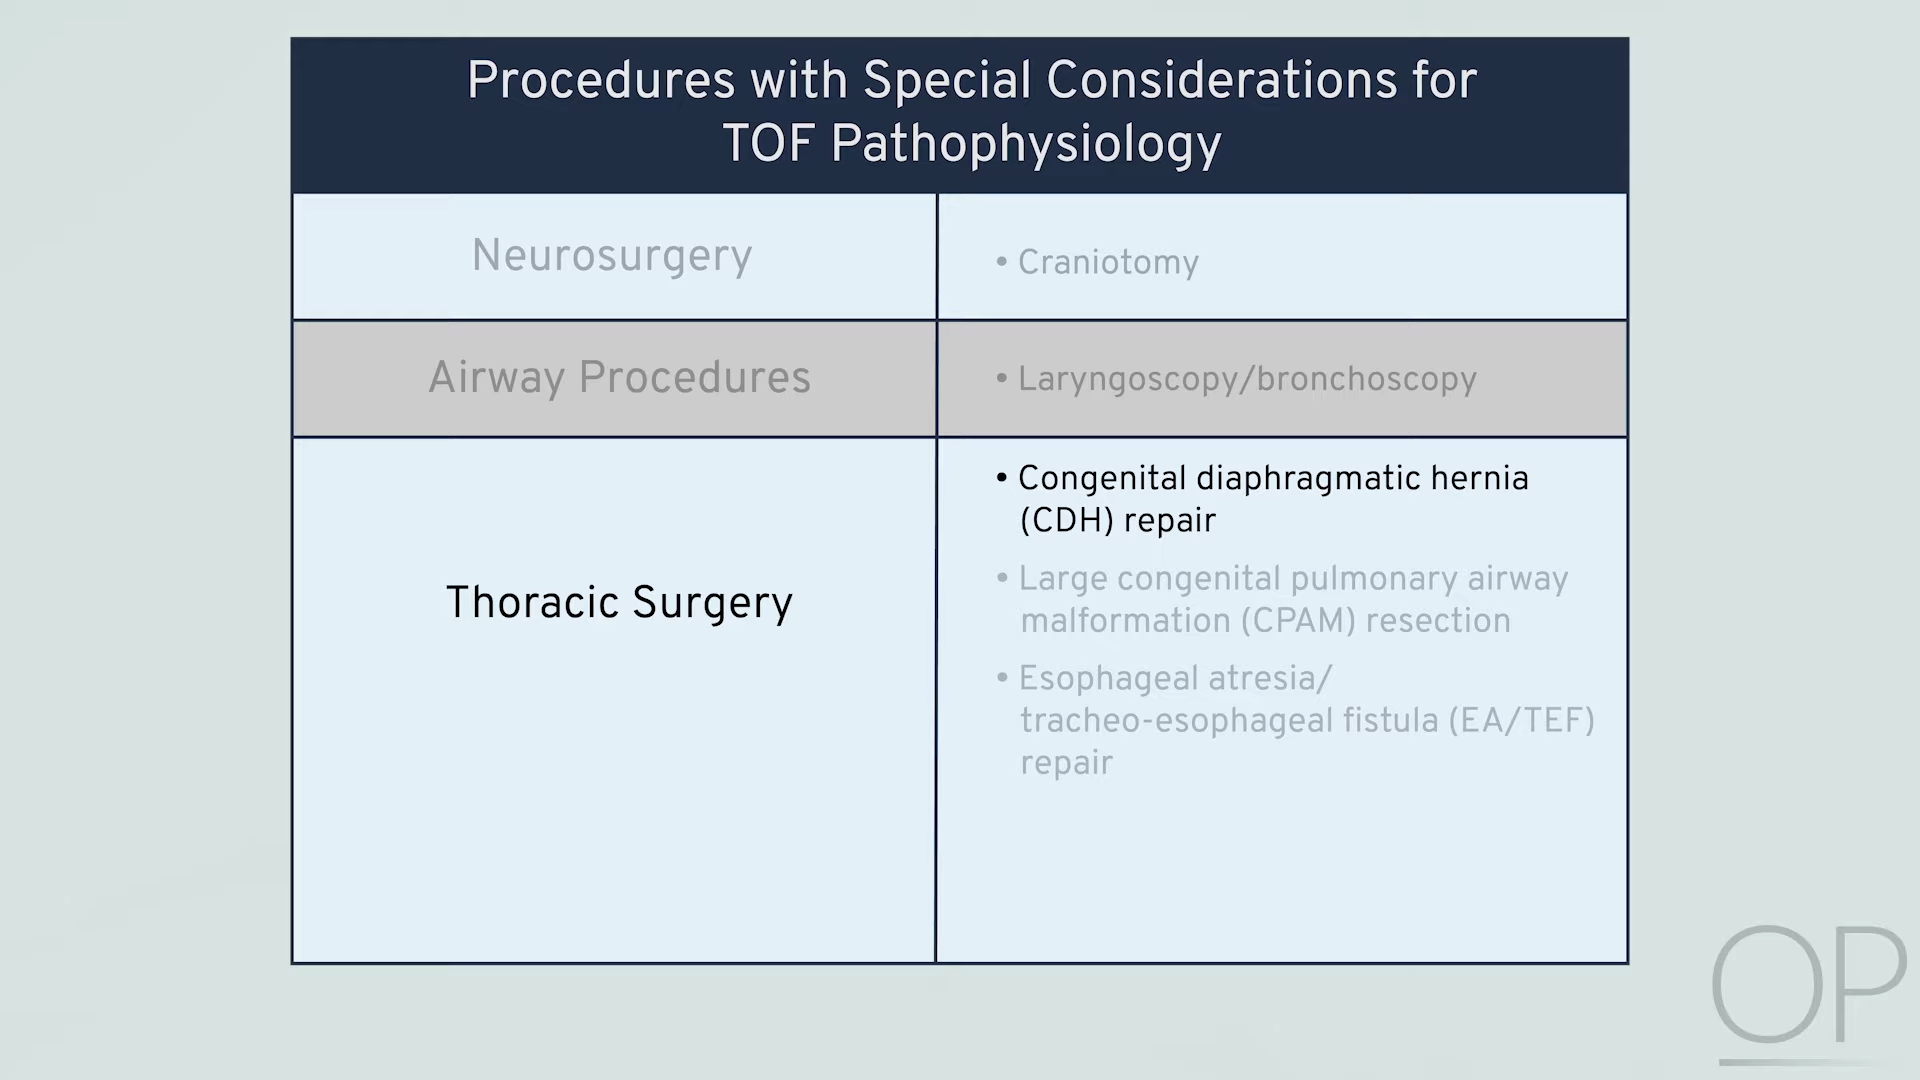 Procedures with Special Considerations for
TOF Pathophysiology
Neurosurgery
• Craniotomy
Airway Procedures
• Laryngoscopy/bronchoscopy
Thoracic Surgery
• Congenital diaphragmatic hernia
(CDH) repair
• Large congenital pulmonary airway
malformation (CPAM) resection
• Esophageal atresia/
tracheo-esophageal fistula (EA/TEF)
repair
OP